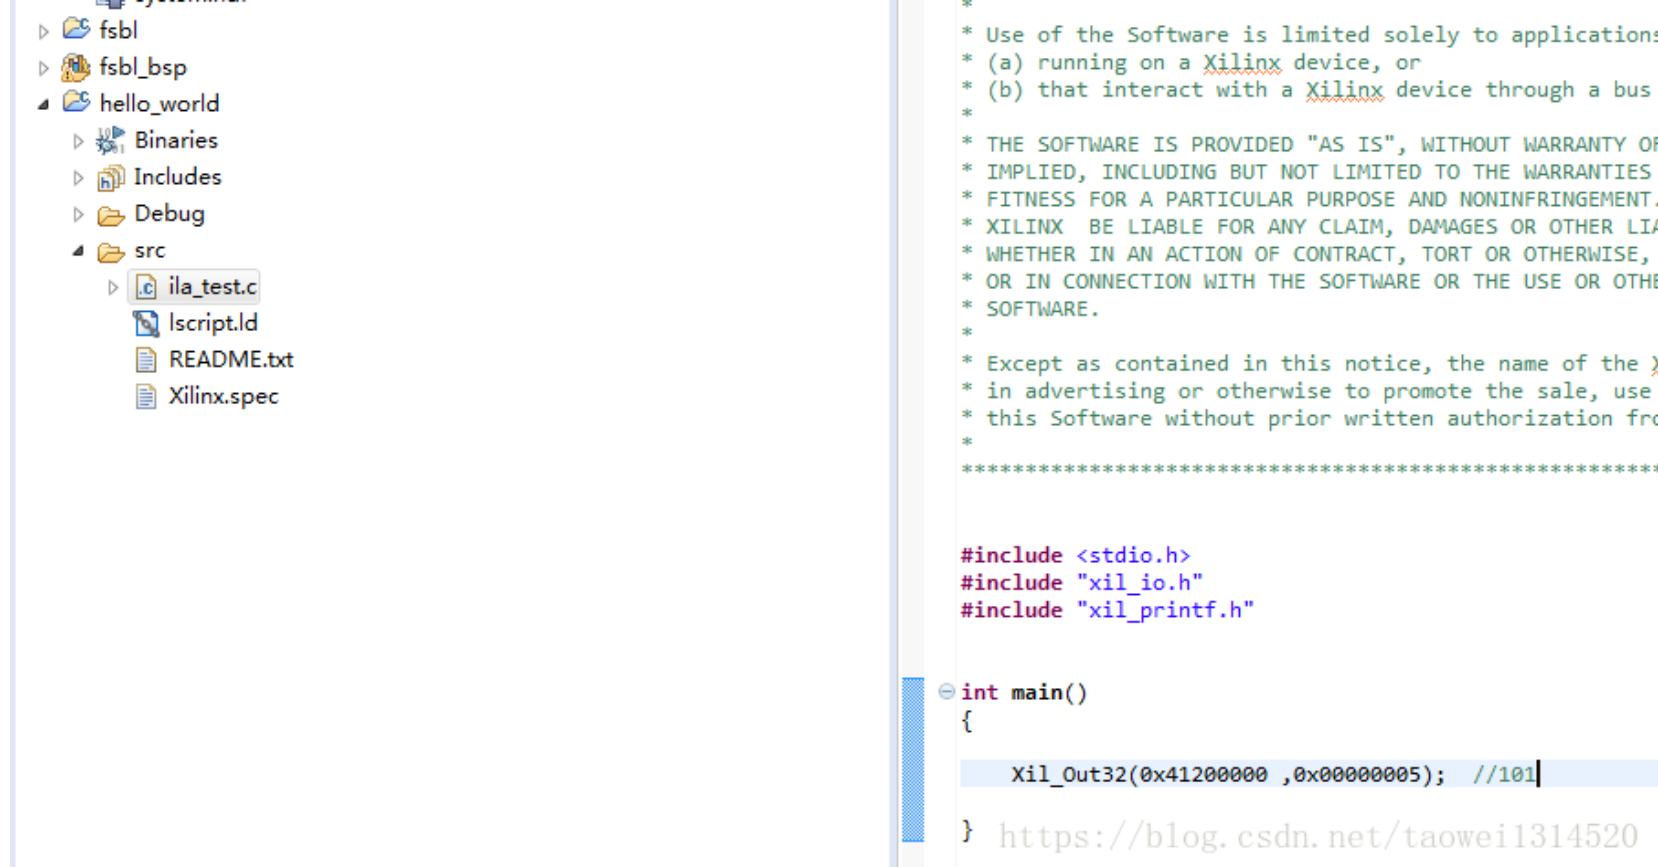 fsbl
fsbl_bsp
hello_world
Binaries
Includes
Debug
src
ila_test.c
lscript.ld
README.txt
Xilinx.spec
*
* Use of the Software is limited solely to applications
* (a) running on a Xilinx device, or
* (b) that interact with a Xilinx device through a bus
*
* THE SOFTWARE IS PROVIDED "AS IS", WITHOUT WARRANTY OF
* IMPLIED, INCLUDING BUT NOT LIMITED TO THE WARRANTIES
* FITNESS FOR A PARTICULAR PURPOSE AND NONINFRINGEMENT.
* XILINX  BE LIABLE FOR ANY CLAIM, DAMAGES OR OTHER
* WHETHER IN AN ACTION OF CONTRACT, TORT OR OTHERWISE,
* OR IN CONNECTION WITH THE SOFTWARE OR THE USE OR
* SOFTWARE.
*
* Except as contained in this notice, the name of the
* in advertising or otherwise to promote the sale, use
* this Software without prior written authorization
*
*******************************************************
#include <stdio.h>
#include "xil_io.h"
#include "xil_printf.h"
int main()
{
Xil_Out32(0x41200000 ,0x00000005);  //101
}
https://blog.csdn.net/taowei1314520